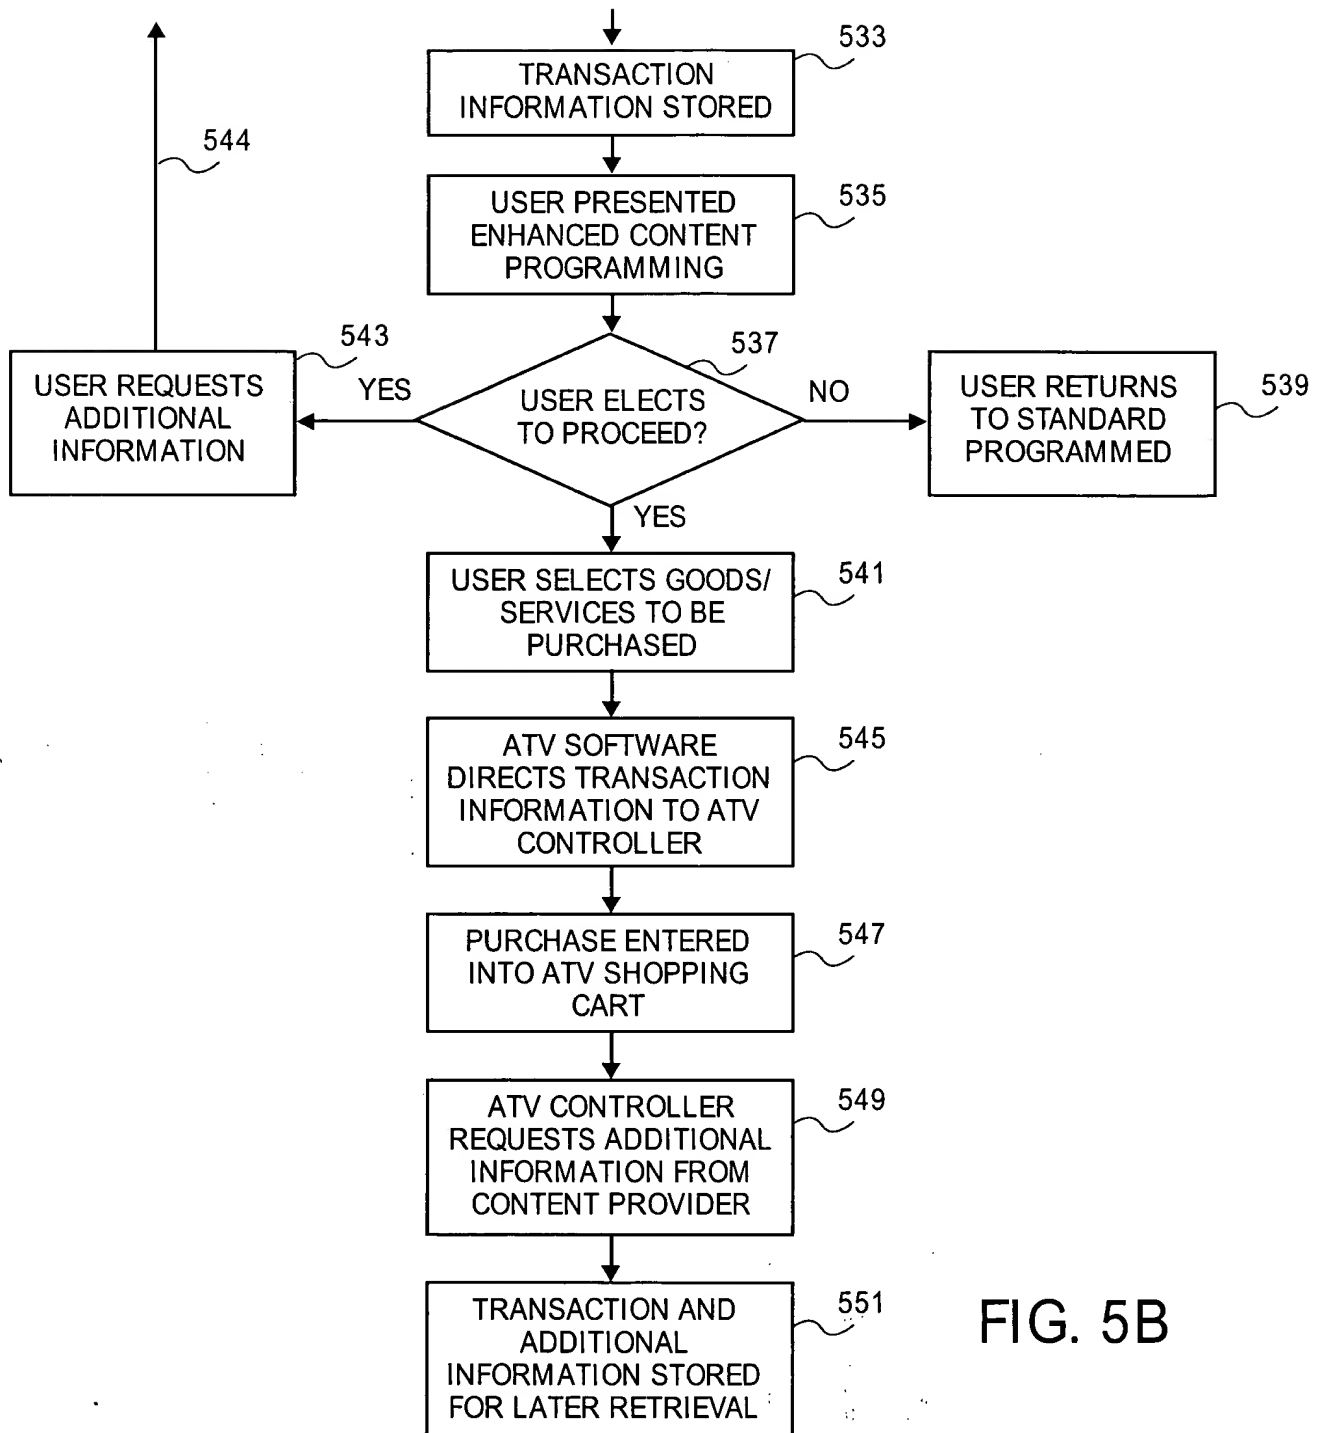 533
TRANSACTION
INFORMATION STORED
544
535
USER PRESENTED
ENHANCED CONTENT
PROGRAMMING
543
USER REQUESTS
ADDITIONAL
INFORMATION
YES
537
USER ELECTS
TO PROCEED?
NO
USER RETURNS
TO STANDARD
PROGRAMMED
539
YES
USER SELECTS GOODS/
SERVICES TO BE
PURCHASED
541
ATV SOFTWARE
DIRECTS TRANSACTION
INFORMATION TO ATV
CONTROLLER
545
PURCHASE ENTERED
INTO ATV SHOPPING
CART
547
ATV CONTROLLER
REQUESTS ADDITIONAL
INFORMATION FROM
CONTENT PROVIDER
549
TRANSACTION AND
ADDITIONAL
INFORMATION STORED
FOR LATER RETRIEVAL
551
FIG. 5B